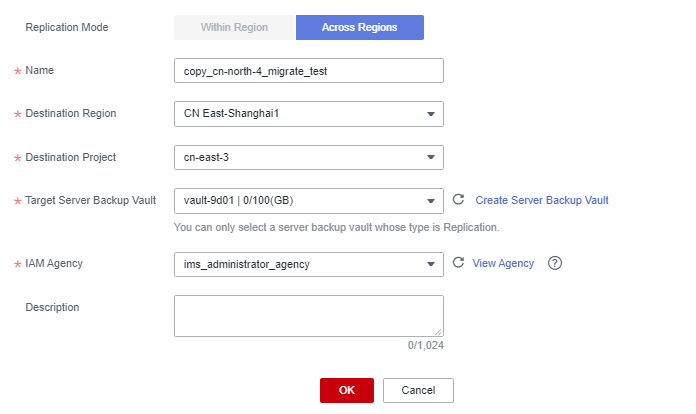 Replication Mode Within Region Across Regions
* Name copy_cn-north-4_migrate_test
* Destination Region CN East-Shanghai1
* Destination Project cn-east-3
* Target Server Backup Vault vault-9d01 | 0/100(GB) Create Server Backup Vault
You can only select a server backup vault whose type is Replication.
* IAM Agency ims_administrator_agency View Agency ?
Description
0/1,024
OK Cancel